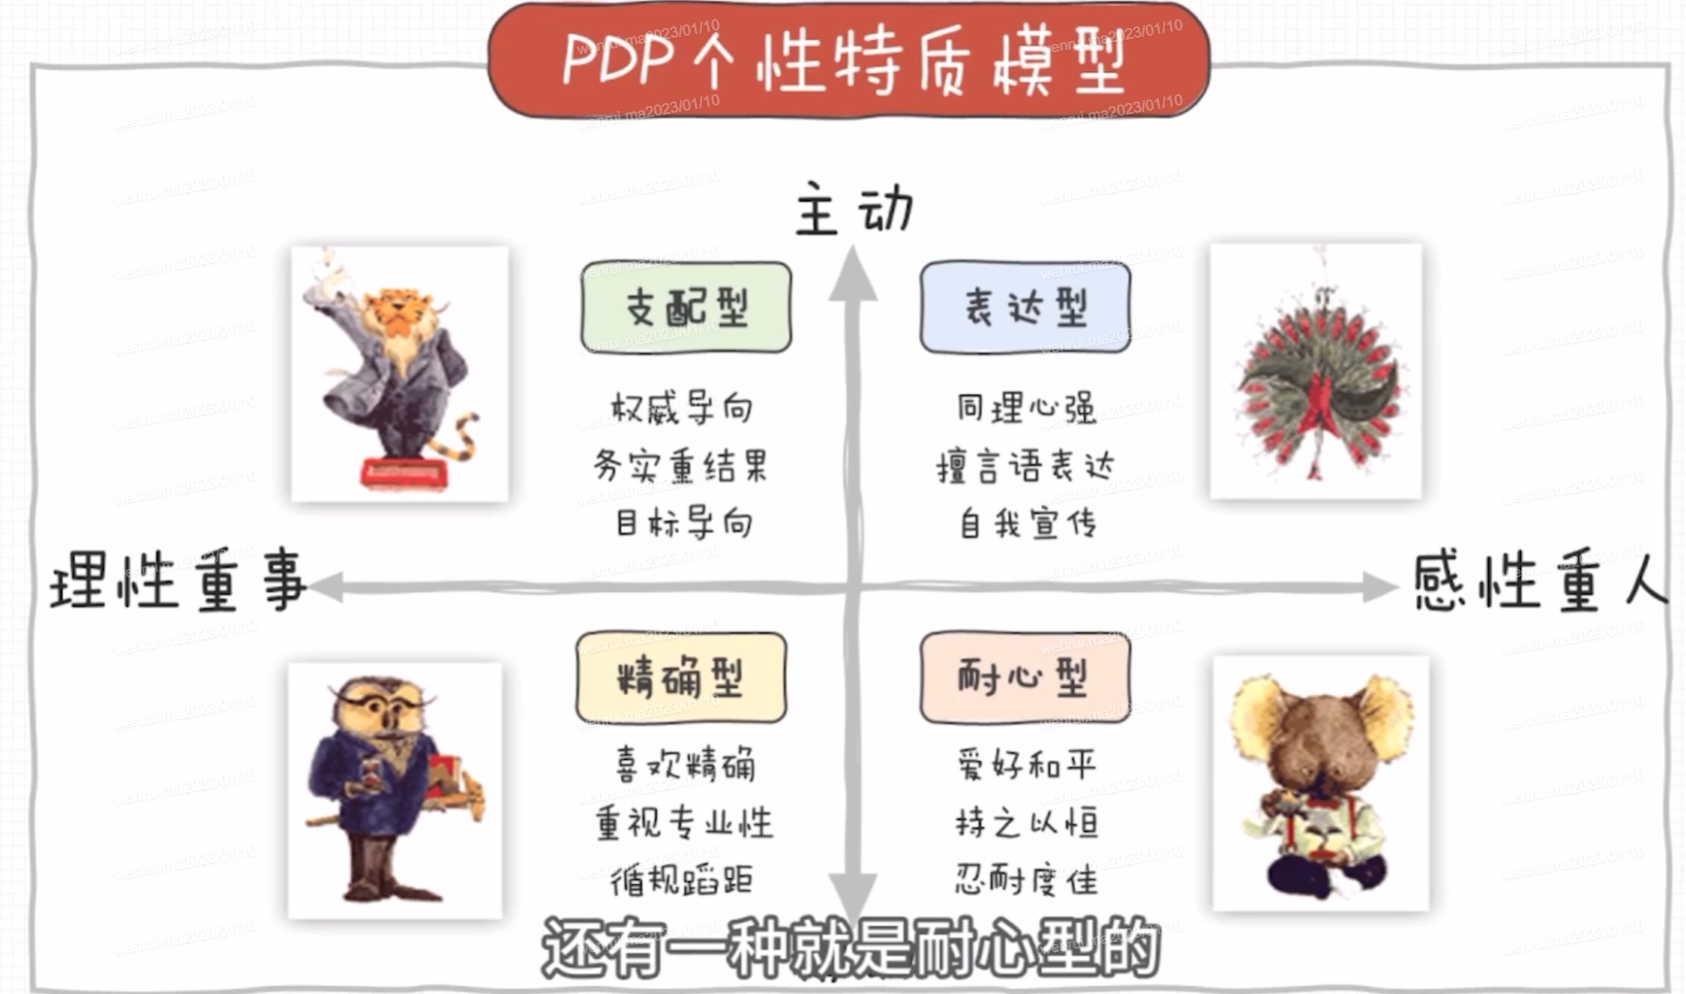 PDP个性特质模型
主动
支配型
权威导向
务实重结果
目标导向
表达型
同理心强
擅言语表达
自我宣传
理性重事
感性重人
精确型
喜欢精确
重视专业性
循规蹈距
耐心型
爱好和平
持之以恒
忍耐度佳
还有一种就是耐心型的
wenrui.ma2023/01/10